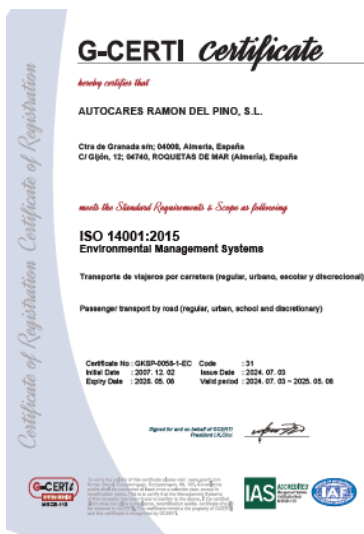 G-CERTI Certificate
hereby certifies that
AUTOCARES RAMON DEL PINO, S.L.
Ctra de Granada s/n; 04008, Almeria, España
C/ Gijón, 12; 04740, ROQUETAS DE MAR (Almería), España
meets the Standard Requirements & Scope as following
ISO 14001:2015
Environmental Management Systems
Transporte de viajeros por carretera (regular, urbano, escolar y discrecional)
Passenger transport by road (regular, urban, school and discretionary)
Certificate No : GKSP-0058-1-EC Code : 31
Initial Date : 2007. 12. 02 Issue Date : 2024. 07. 03
Expiry Date : 2026. 05. 08 Valid period : 2024. 07. 03 ~ 2025. 05. 08
Signed for and on behalf of GCERTI
President I.K.Choi
Certificate of Registration Certificate of Registration
G-CERTi
IAS ACCREDITED
IAF